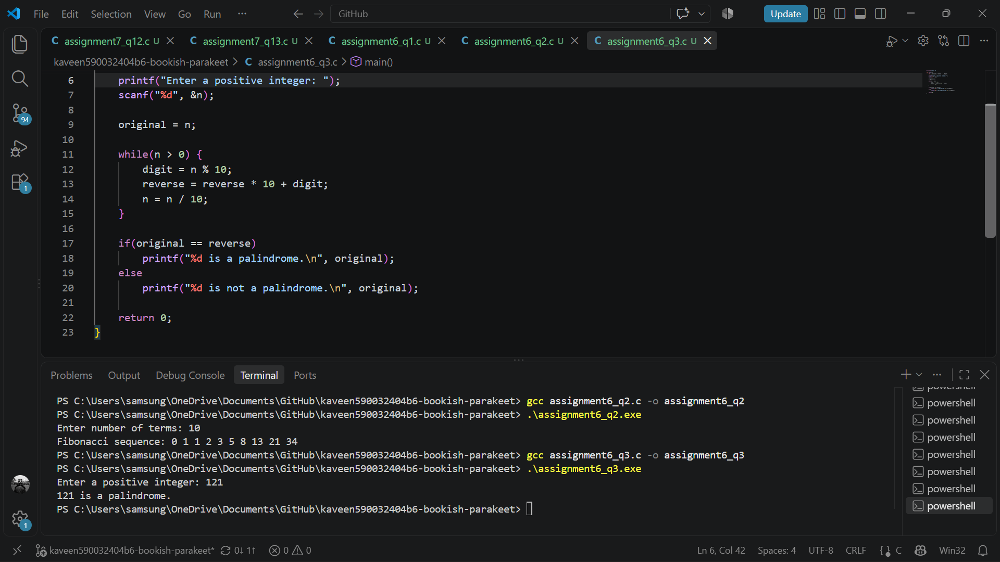 File Edit Selection View Go Run ··· GitHub Update
C assignment7_q12.c U C assignment7_q13.c U C assignment6_q1.c U C assignment6_q2.c U C assignment6_q3.c U
kaveen590032404b6-bookish-parakeet > C assignment6_q3.c > main()
6 printf("Enter a positive integer: ");
7 scanf("%d", &n);
8
9 original = n;
10
11 while(n > 0) {
12 digit = n % 10;
13 reverse = reverse * 10 + digit;
14 n = n / 10;
15 }
16
17 if(original == reverse)
18 printf("%d is a palindrome.\n", original);
19 else
20 printf("%d is not a palindrome.\n", original);
21
22 return 0;
23 }
94
1
1
Problems Output Debug Console Terminal Ports
PS C:\Users\samsung\OneDrive\Documents\GitHub\kaveen590032404b6-bookish-parakeet> gcc assignment6_q2.c -o assignment6_q2
PS C:\Users\samsung\OneDrive\Documents\GitHub\kaveen590032404b6-bookish-parakeet> .\assignment6_q2.exe
Enter number of terms: 10
Fibonacci sequence: 0 1 1 2 3 5 8 13 21 34
PS C:\Users\samsung\OneDrive\Documents\GitHub\kaveen590032404b6-bookish-parakeet> gcc assignment6_q3.c -o assignment6_q3
PS C:\Users\samsung\OneDrive\Documents\GitHub\kaveen590032404b6-bookish-parakeet> .\assignment6_q3.exe
Enter a positive integer: 121
121 is a palindrome.
PS C:\Users\samsung\OneDrive\Documents\GitHub\kaveen590032404b6-bookish-parakeet>
powershell
powershell
powershell
powershell
powershell
powershell
powershell
powershell
kaveen590032404b6-bookish-parakeet* 0↓ 1↑ 0 0 Ln 6, Col 42 Spaces: 4 UTF-8 CRLF {} C Win32